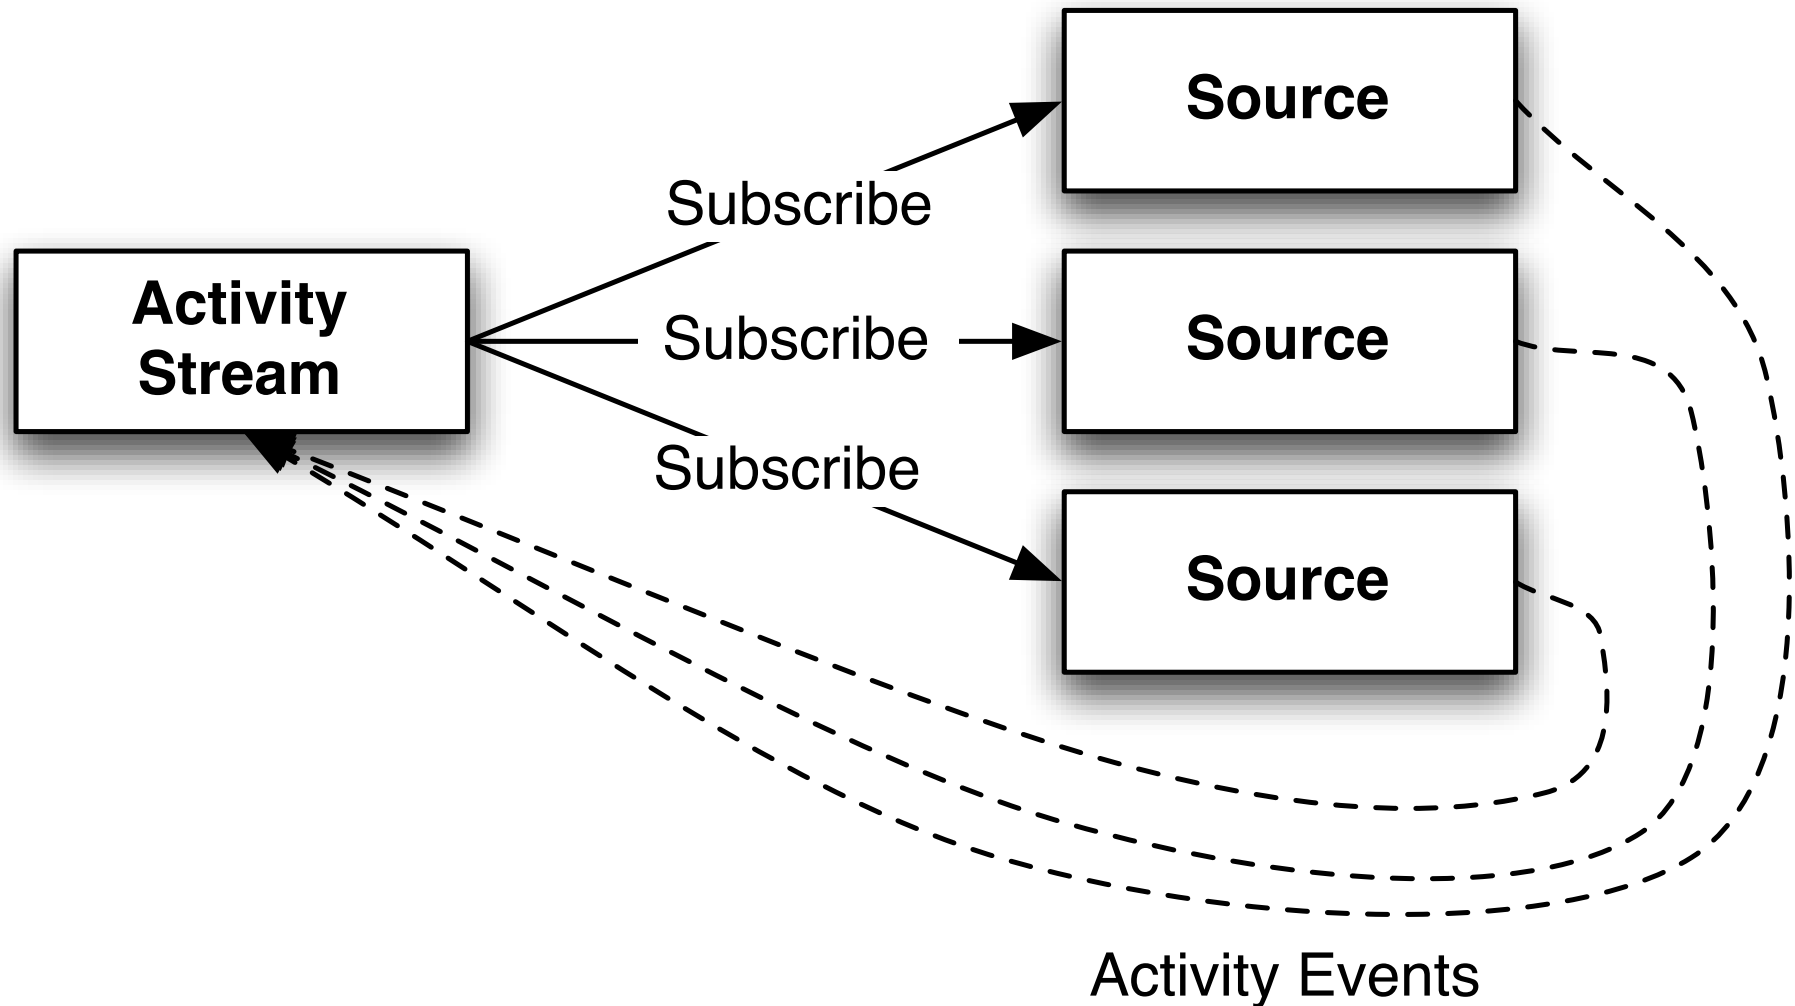 Source
Subscribe
Activity
Stream
Subscribe
Source
Subscribe
Source
Activity Events